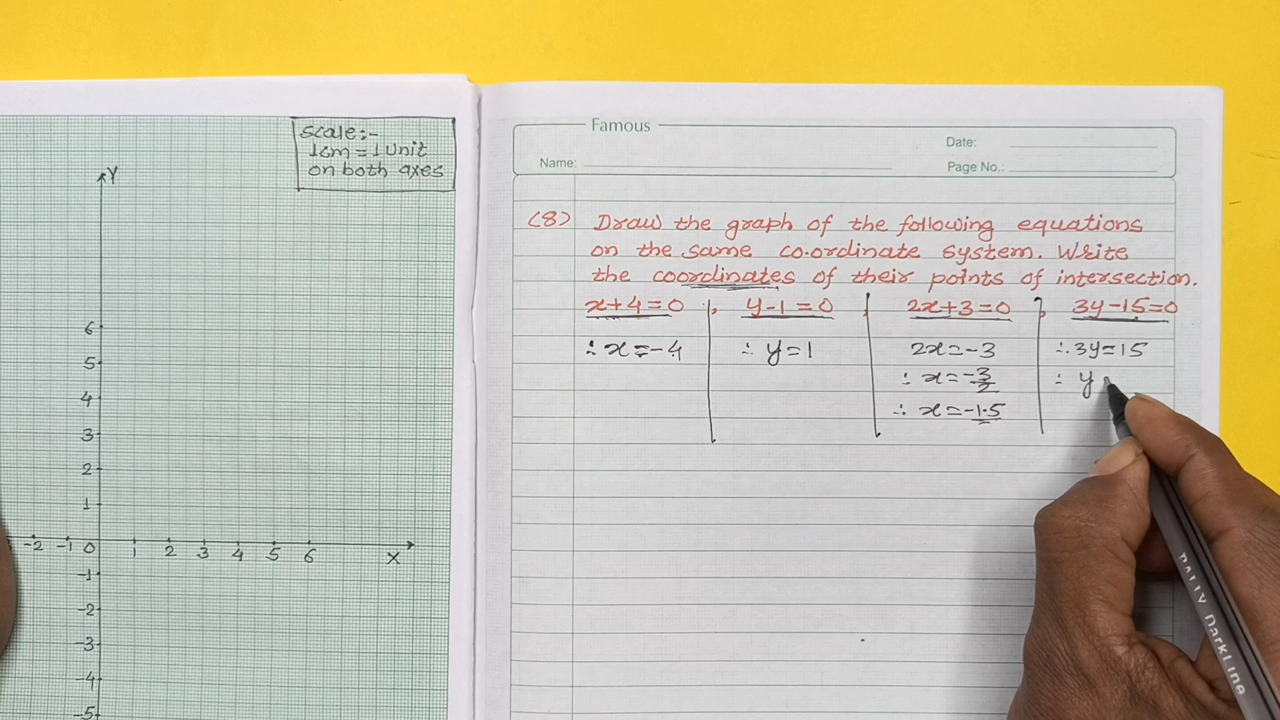 Scale:-
1cm = 1 Unit
on both axes
Y
6
5
4
3
2
1
-2 -1 0 1 2 3 4 5 6 X
-1
-2
-3
-4
-5
Famous
Date:
Name:
Page No.:
(8) Draw the graph of the following equations
on the same co.ordinate system. Write
the coordinates of their points of intersection.
x+4=0, y-1=0, 2x+3=0, 3y-15=0
∴ x=-4 ∴ y=1 2x=-3 ∴ 3y=15
∴ x=-3/2 ∴ y
∴ x=-1.5
DARKLINE